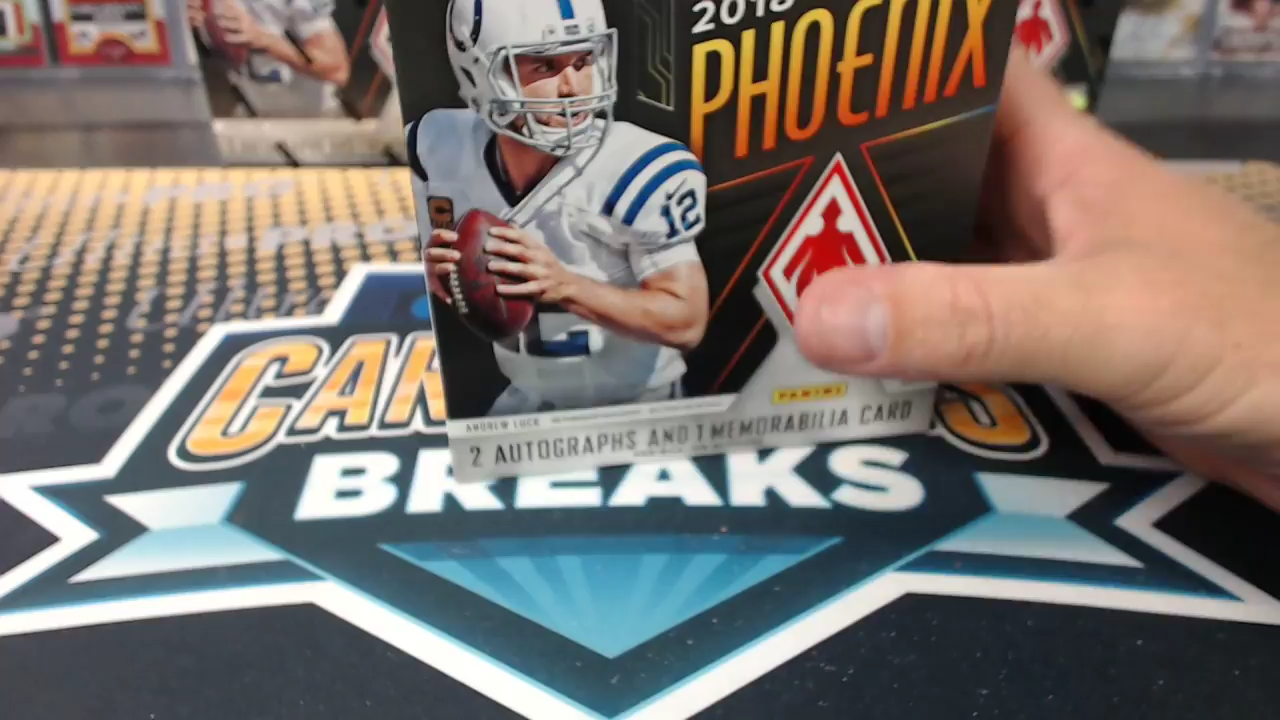 2018
PHOENIX
12
PANINI
ANDREW LUCK
2 AUTOGRAPHS AND 1 MEMORABILIA CARD
CAR
S
BREAKS